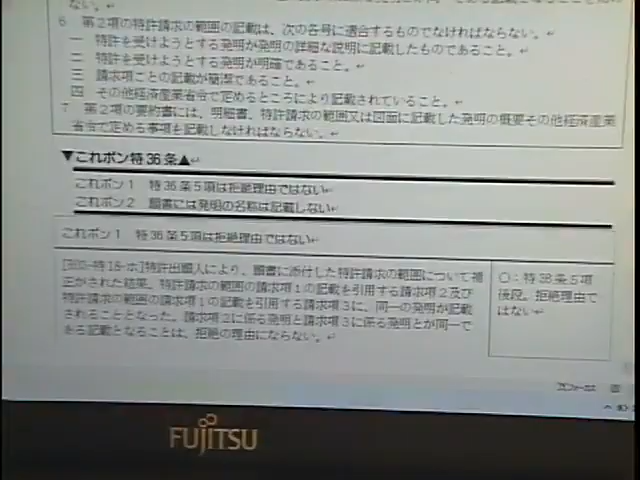 ない。
6 第2項の特許請求の範囲の記載は、次の各号に適合するものでなければならない。
一 特許を受けようとする発明が発明の詳細な説明に記載したものであること。
二 特許を受けようとする発明が明確であること。
三 請求項ごとの記載が簡潔であること。
四 その他経済産業省令で定めるところにより記載されていること。
7 第2項の要約書には、明細書、特許請求の範囲又は図面に記載した発明の概要その他経済産業
省令で定める事項を記載しなければならない。
▼これポン特36条▲
これポン1 特36条5項は拒絶理由ではない
これポン2 願書には発明の名称は記載しない
これポン1 特36条5項は拒絶理由ではない
特許出願人により、願書に添付した特許請求の範囲について補
正がされた結果、特許請求の範囲の請求項1の記載を引用する請求項2及び
特許請求の範囲の請求項1の記載を引用する請求項3に、同一の発明が記載
されることとなった。請求項2に係る発明と請求項3に係る発明とが同一で
ある記載となることは、拒絶の理由にならない。
○:特36条5項
後段。拒絶理由で
はない
FUJITSU